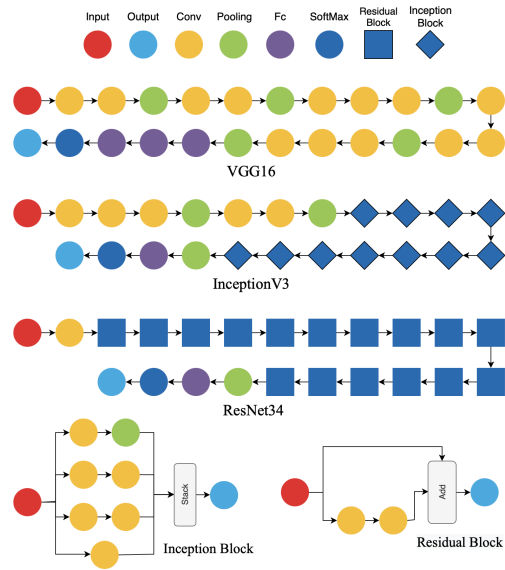 Input Output Conv Pooling Fc SoftMax Residual Block Inception Block
VGG16
InceptionV3
ResNet34
Stack
Inception Block
Add
Residual Block